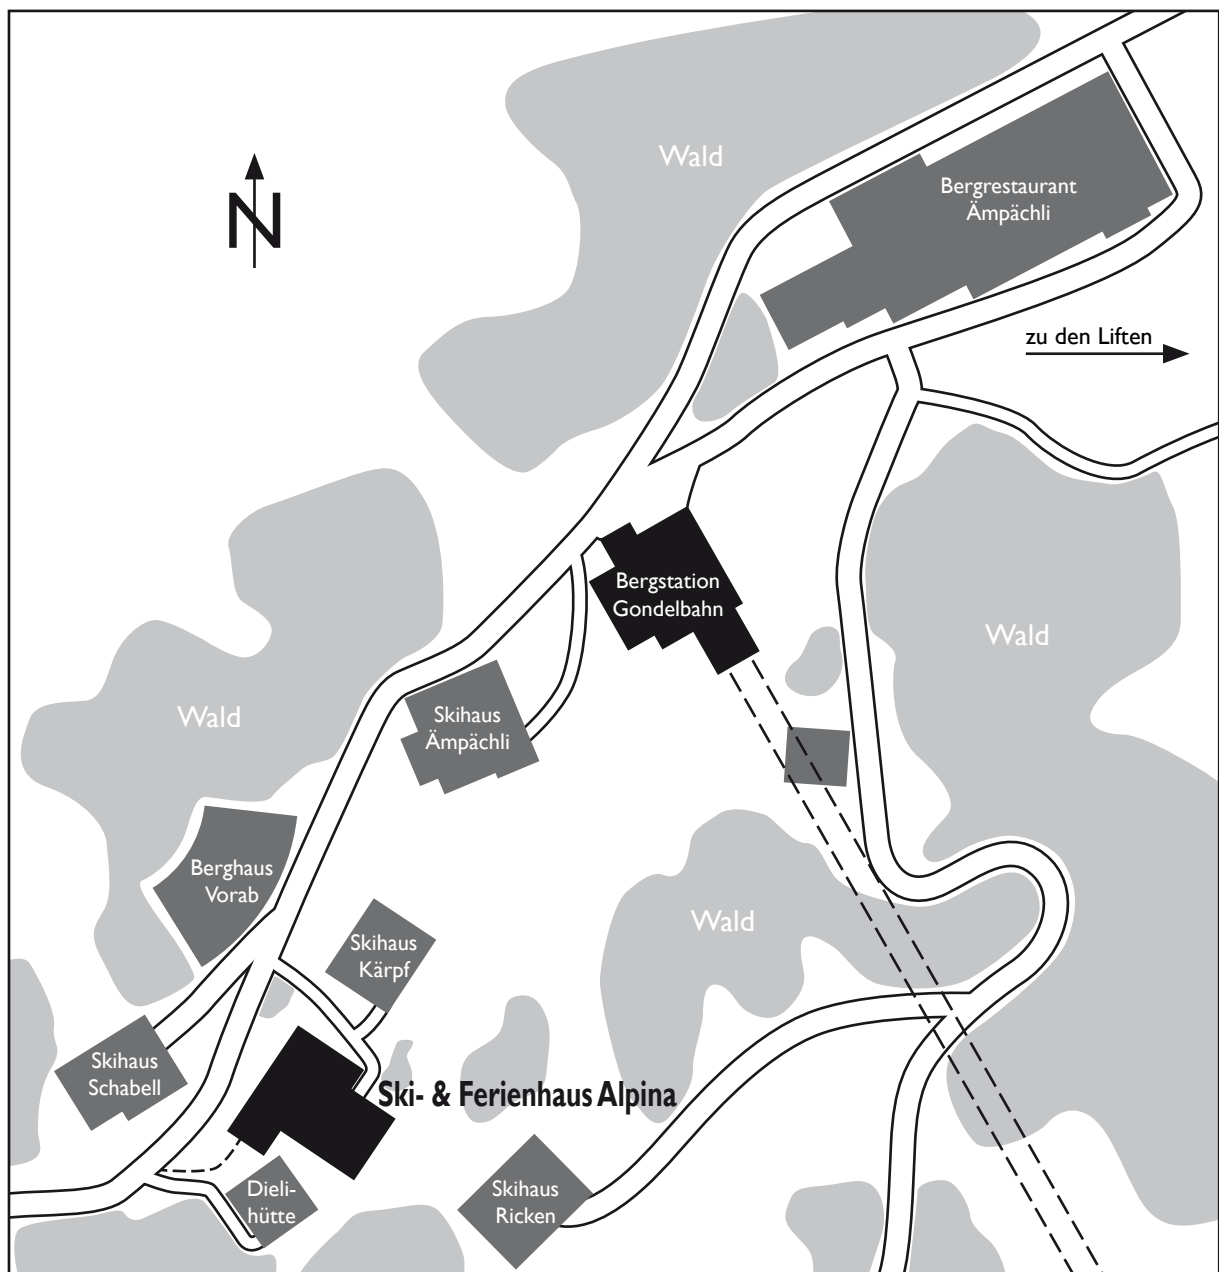 Wald
Bergrestaurant
Ämpächli
N
zu den Liften
Bergstation
Gondelbahn
Wald
Skihaus
Ämpächli
Wald
Berghaus
Vorab
Wald
Skihaus
Kärpf
Skihaus
Schabell
Ski- & Ferienhaus Alpina
Dieli-
hütte
Skihaus
Ricken